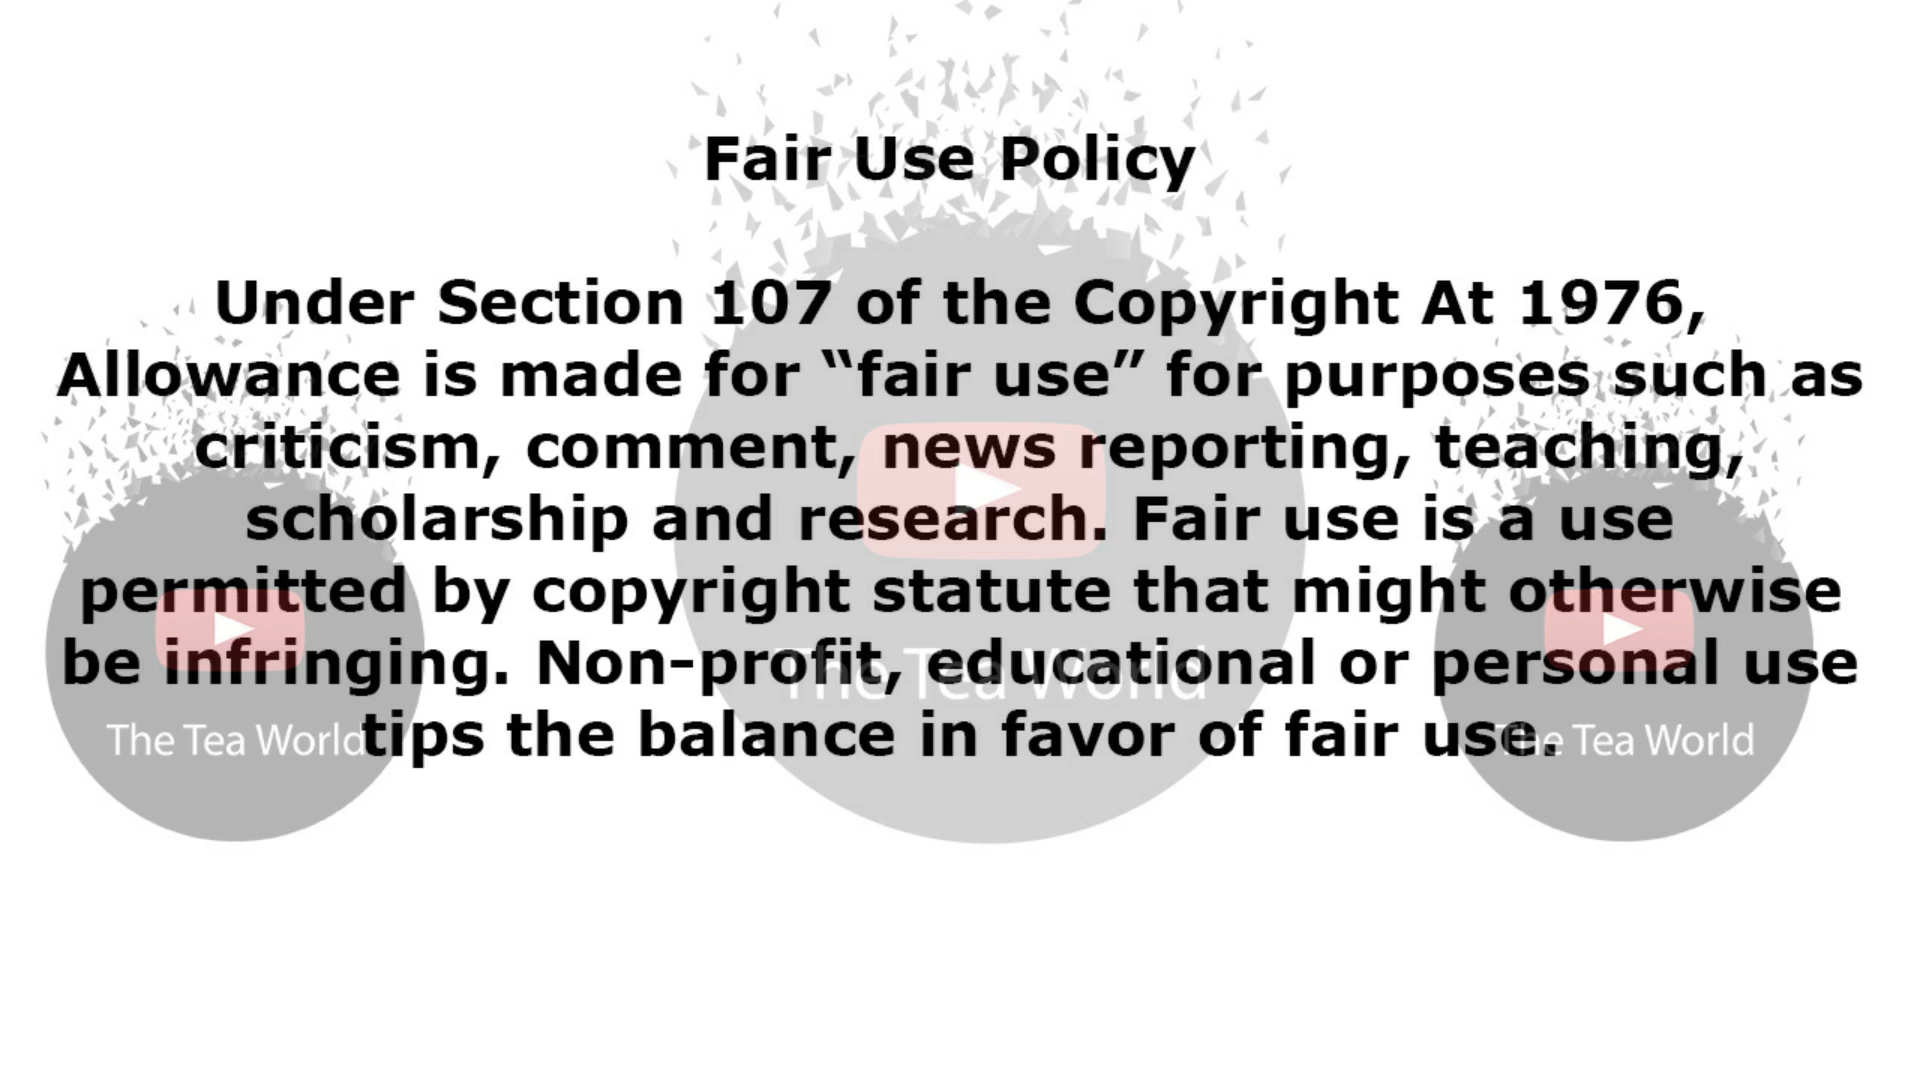 Fair Use Policy
Under Section 107 of the Copyright At 1976,
Allowance is made for “fair use” for purposes such as
criticism, comment, news reporting, teaching,
scholarship and research. Fair use is a use
permitted by copyright statute that might otherwise
be infringing. Non-profit, educational or personal use
The Tea World
tips the balance in favor of fair use.
The Tea World
The Tea World